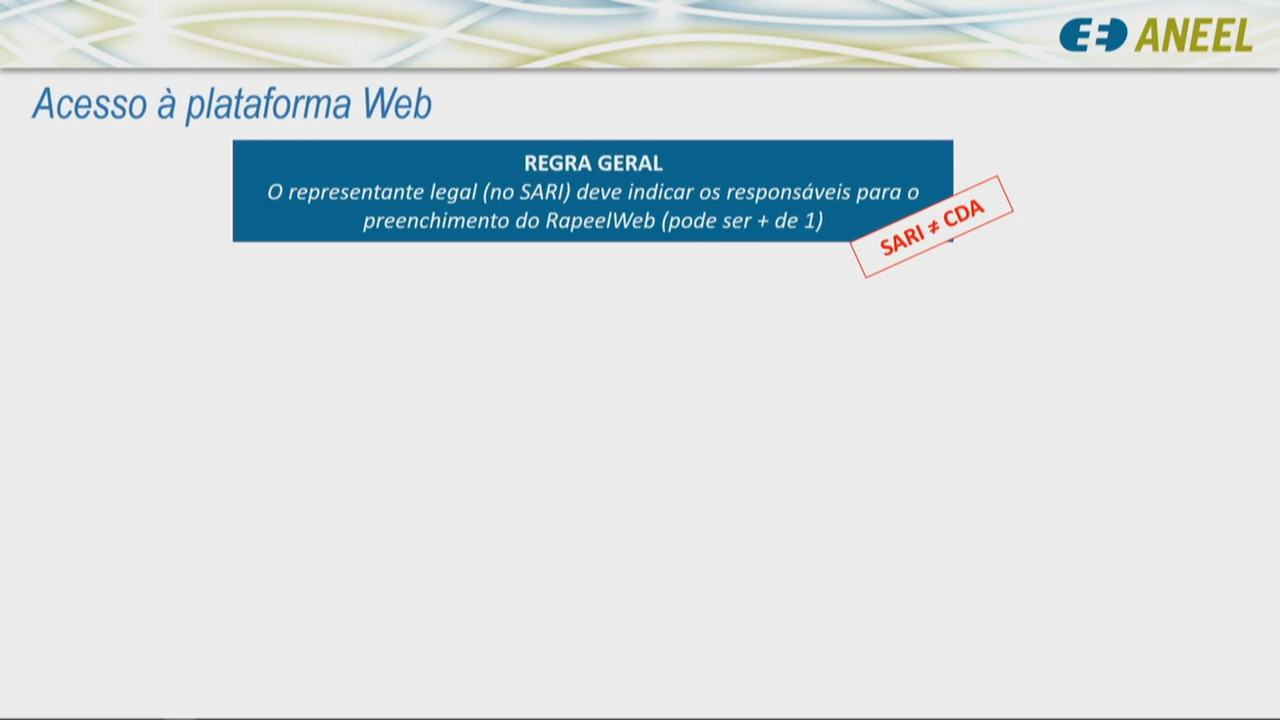 ANEEL
Acesso à plataforma Web
REGRA GERAL
O representante legal (no SARI) deve indicar os responsáveis para o
preenchimento do RapeelWeb (pode ser + de 1)
SARI ≠ CDA